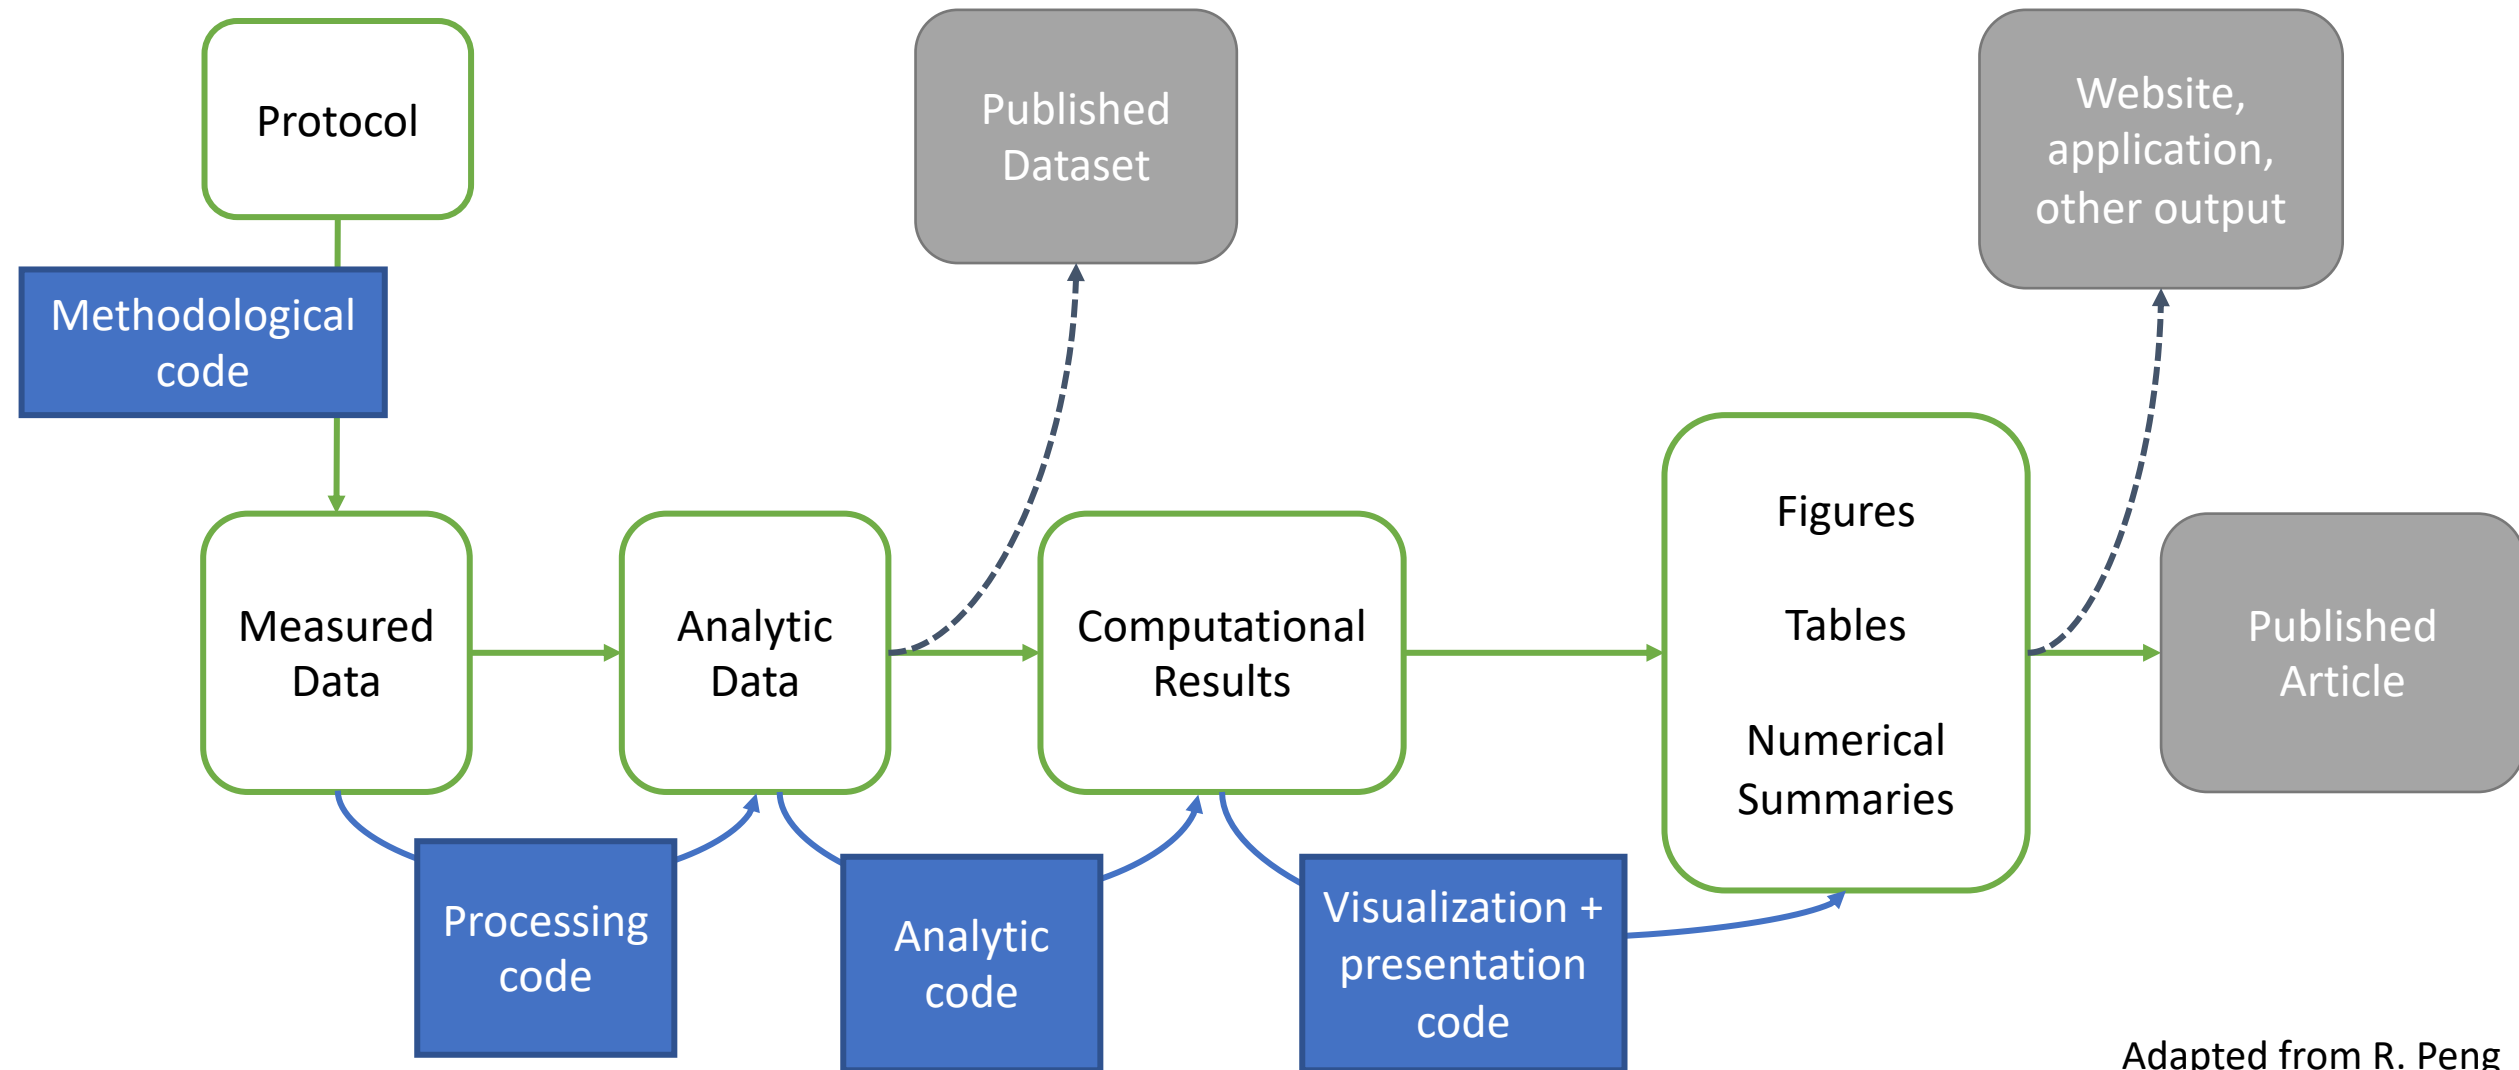 Protocol
Published
Dataset
Website,
application,
other output
Methodological
code
Measured
Data
Analytic
Data
Computational
Results
Figures
Tables
Numerical
Summaries
Published
Article
Processing
code
Analytic
code
Visualization +
presentation
code
Adapted from R. Peng